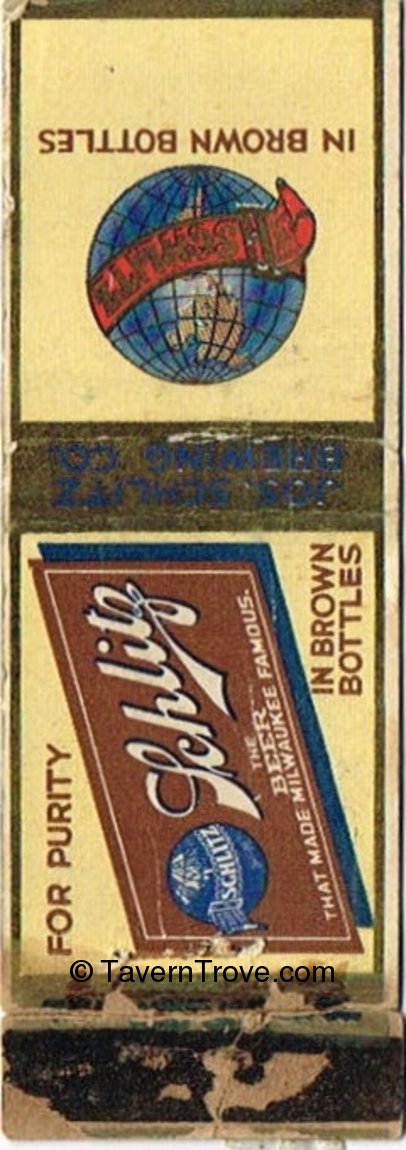 IN BROWN BOTTLES
SCHLITZ
JOS. SCHLITZ
BREWING CO.
FOR PURITY
Schlitz
SCHLITZ
THE
BEER
THAT MADE MILWAUKEE FAMOUS.
IN BROWN
BOTTLES
© TavernTrove.com